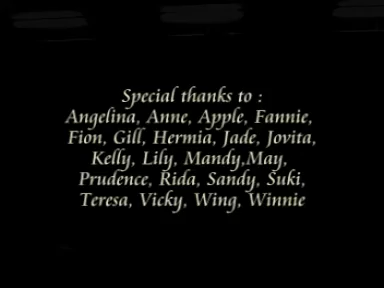 Special thanks to :
Angelina, Anne, Apple, Fannie,
Fion, Gill, Hermia, Jade, Jovita,
Kelly, Lily, Mandy,May,
Prudence, Rida, Sandy, Suki,
Teresa, Vicky, Wing, Winnie